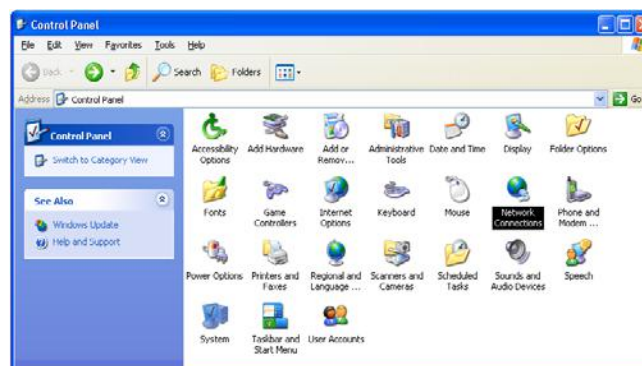 Control Panel
File Edit View Favorites Tools Help
Back Search Folders
Address Control Panel Go
Control Panel
Switch to Category View
See Also
Windows Update
Help and Support
Accessibility Options
Add Hardware
Add or Remov...
Administrative Tools
Date and Time
Display
Folder Options
Fonts
Game Controllers
Internet Options
Keyboard
Mouse
Network Connections
Phone and Modem ...
Power Options
Printers and Faxes
Regional and Language ...
Scanners and Cameras
Scheduled Tasks
Sounds and Audio Devices
Speech
System
Taskbar and Start Menu
User Accounts